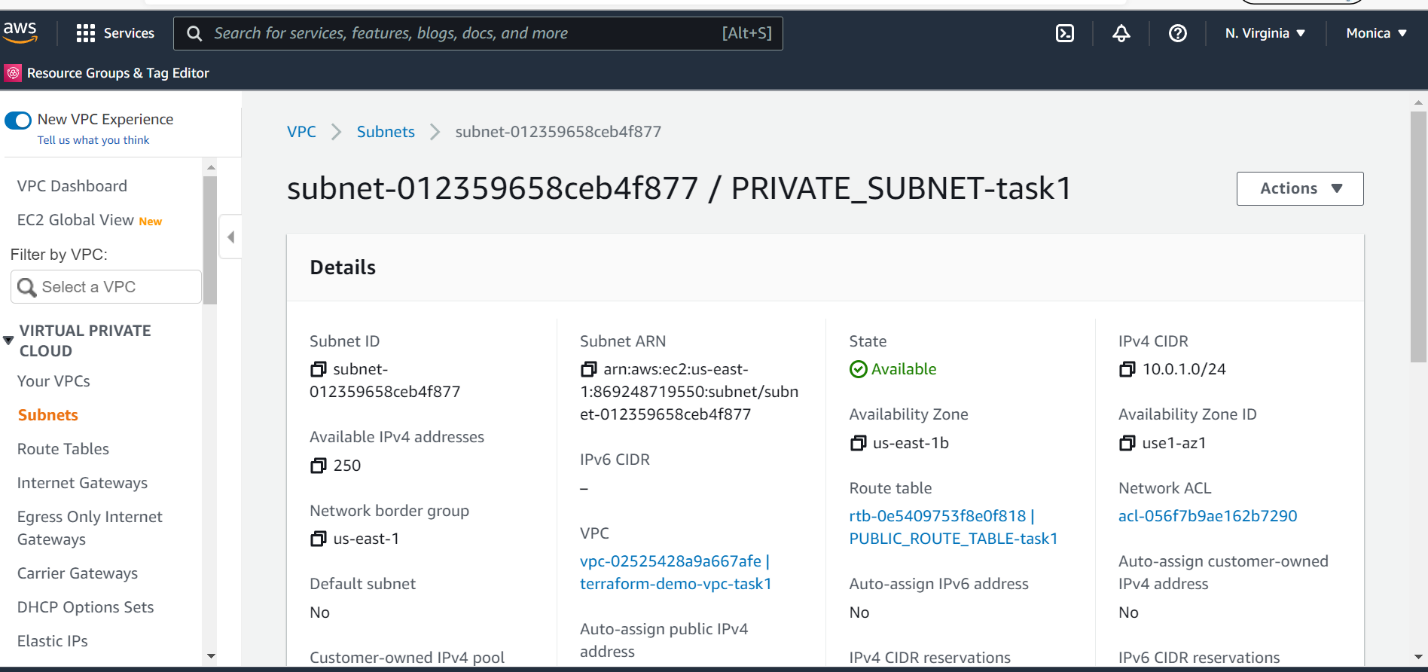 aws
Services
Search for services, features, blogs, docs, and more
[Alt+S]
N. Virginia
Monica
Resource Groups & Tag Editor
New VPC Experience
Tell us what you think
VPC Dashboard
EC2 Global View New
Filter by VPC:
Select a VPC
VIRTUAL PRIVATE
CLOUD
Your VPCs
Subnets
Route Tables
Internet Gateways
Egress Only Internet
Gateways
Carrier Gateways
DHCP Options Sets
Elastic IPs
VPC
Subnets
subnet-012359658ceb4f877
subnet-012359658ceb4f877 / PRIVATE_SUBNET-task1
Actions
Details
Subnet ID
subnet-
012359658ceb4f877
Available IPv4 addresses
250
Network border group
us-east-1
Default subnet
No
Customer-owned IPv4 pool
Subnet ARN
arn:aws:ec2:us-east-
1:869248719550:subnet/subn
et-012359658ceb4f877
IPv6 CIDR
–
VPC
vpc-02525428a9a667afe |
terraform-demo-vpc-task1
Auto-assign public IPv4
address
State
Available
Availability Zone
us-east-1b
Route table
rtb-0e5409753f8e0f818 |
PUBLIC_ROUTE_TABLE-task1
Auto-assign IPv6 address
No
IPv4 CIDR reservations
IPv4 CIDR
10.0.1.0/24
Availability Zone ID
use1-az1
Network ACL
acl-056f7b9ae162b7290
Auto-assign customer-owned
IPv4 address
No
IPv6 CIDR reservations